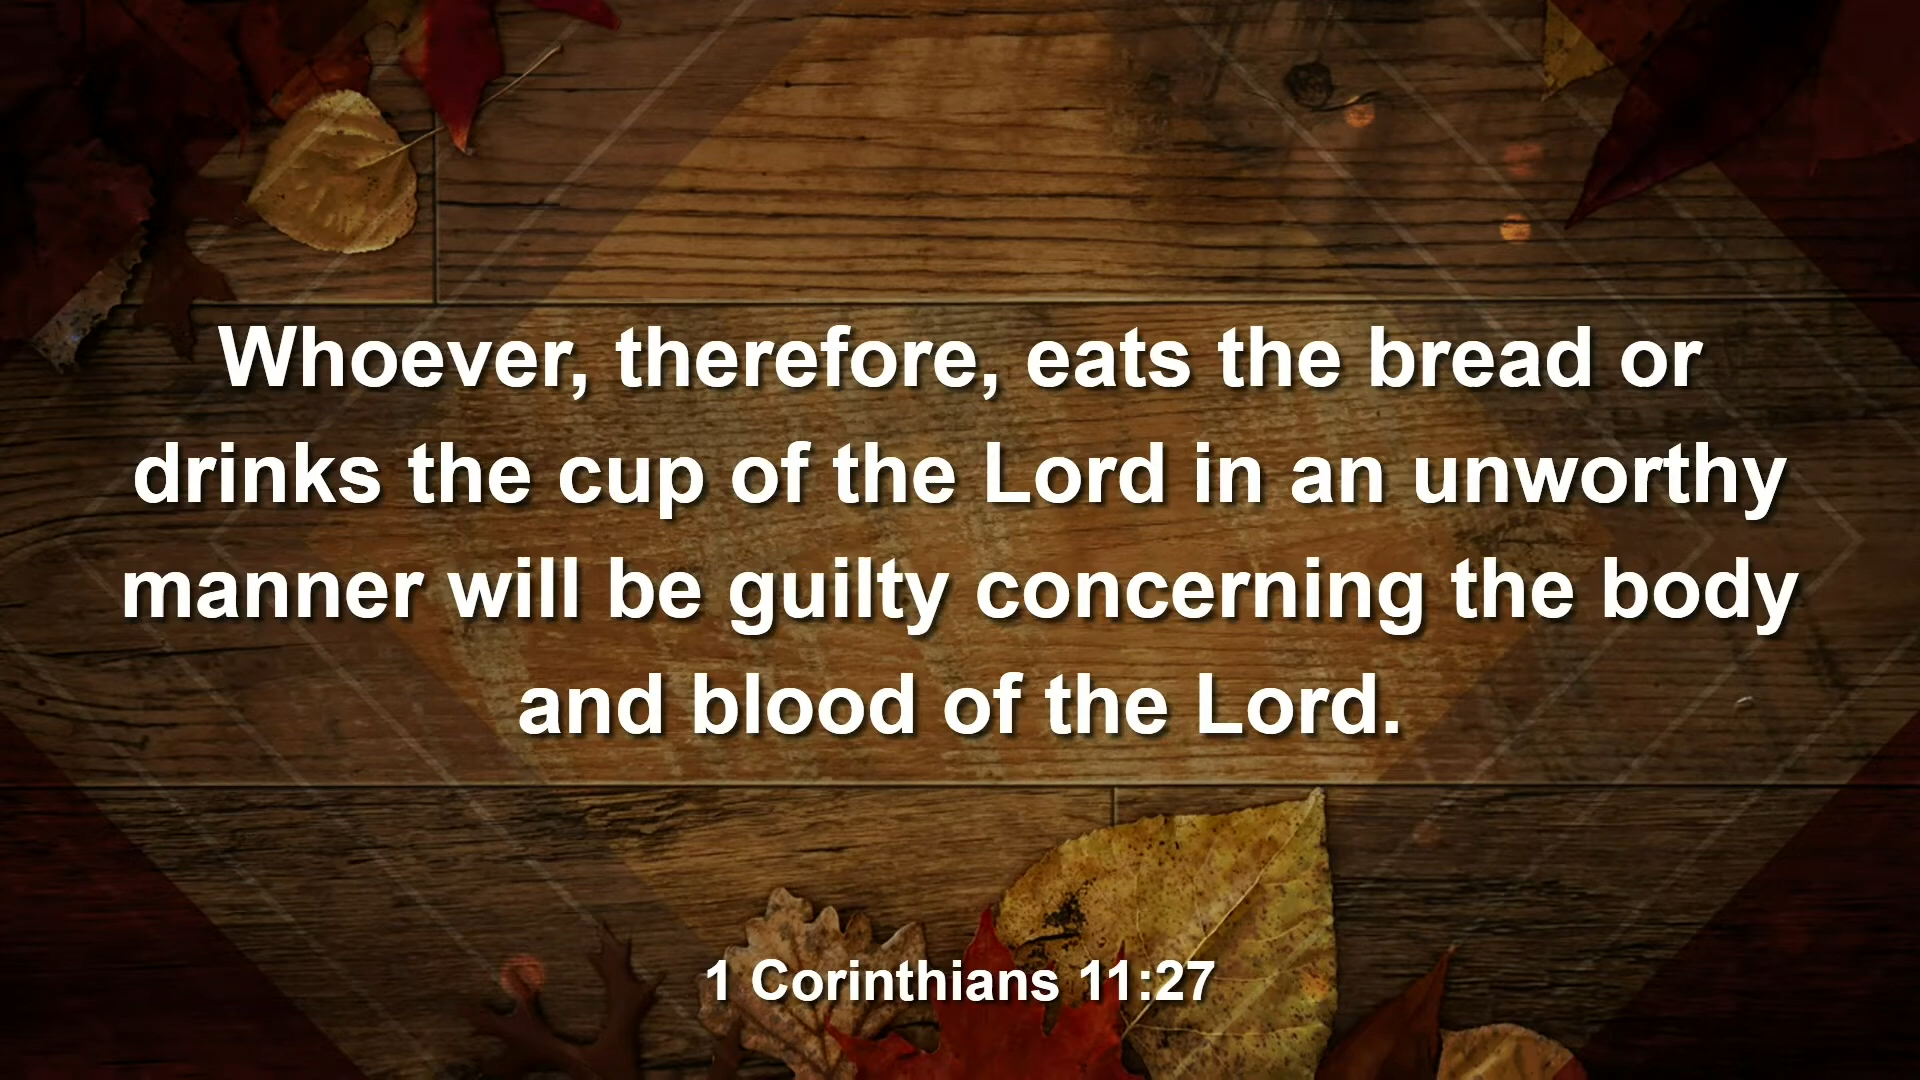 Whoever, therefore, eats the bread or
drinks the cup of the Lord in an unworthy
manner will be guilty concerning the body
and blood of the Lord.
1 Corinthians 11:27